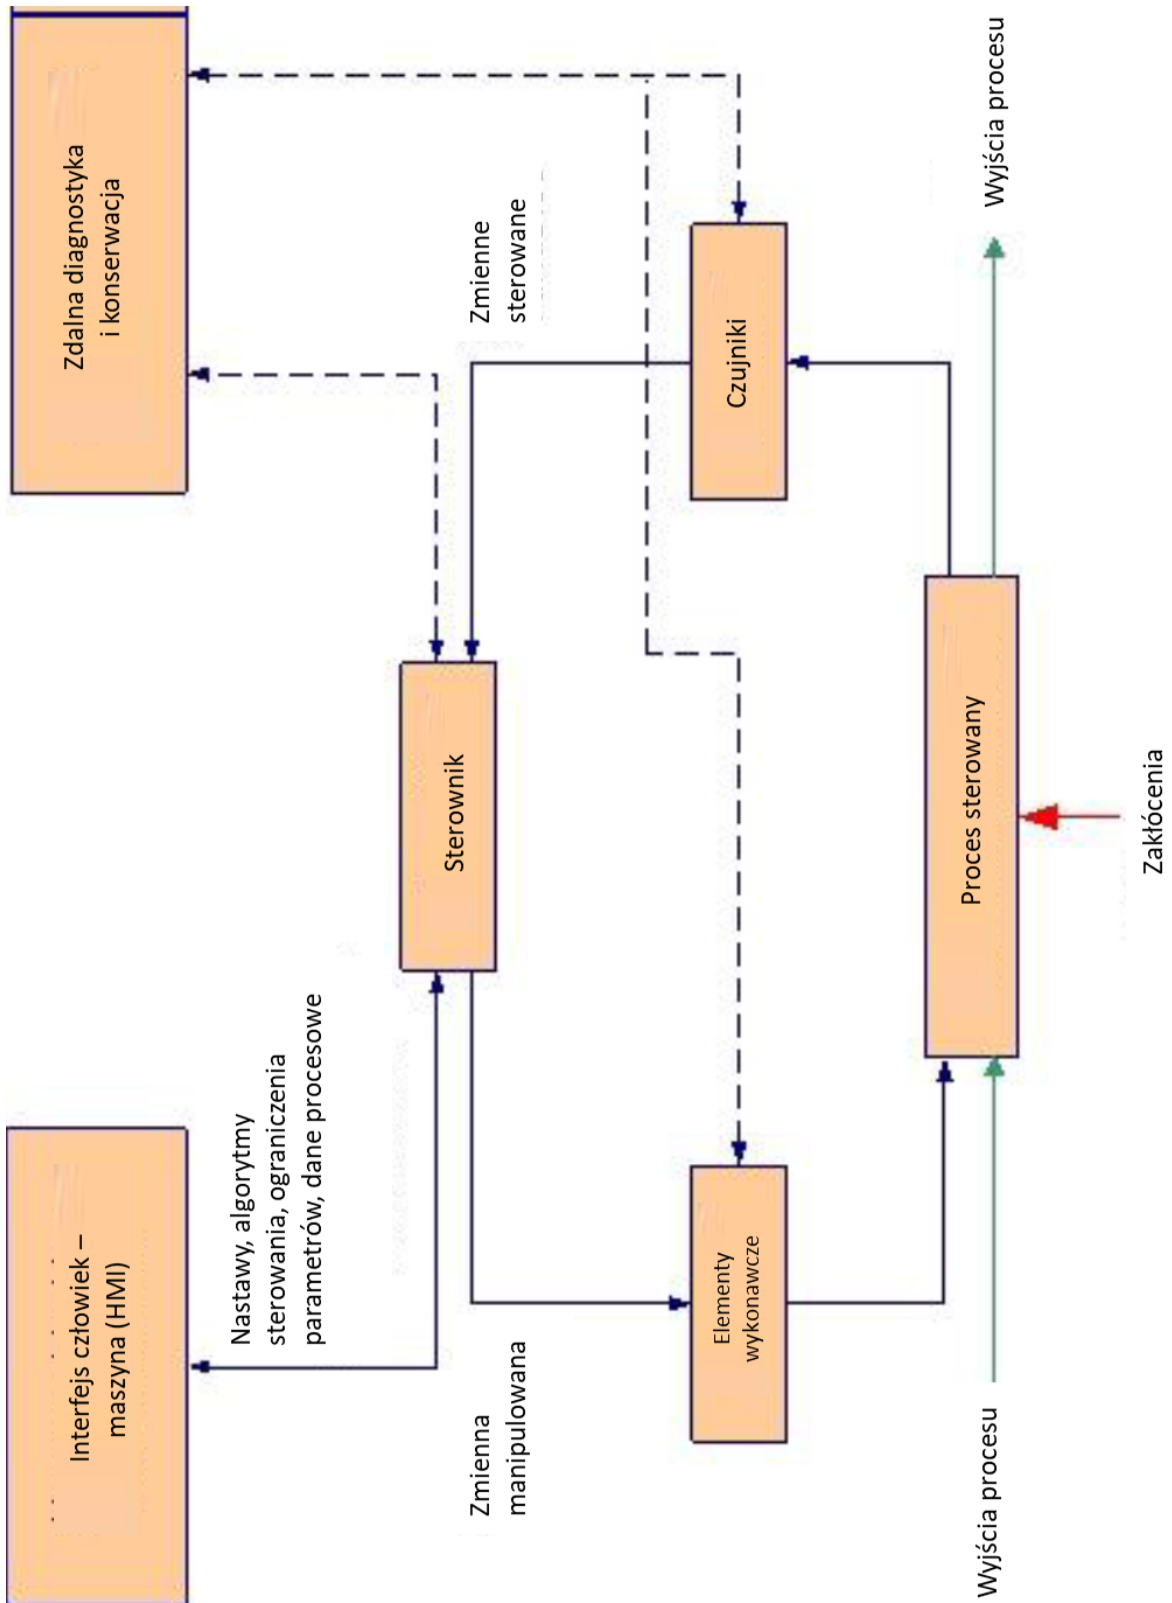 Interfejs człowiek –
maszyna (HMI)
Zdalna diagnostyka
i konserwacja
Nastawy, algorytmy
sterowania, ograniczenia
parametrów, dane procesowe
Sterownik
Zmienna
manipulowana
Zmienne
sterowane
Elementy
wykonawcze
Czujniki
Proces sterowany
Wyjścia procesu
Wyjścia procesu
Zakłócenia